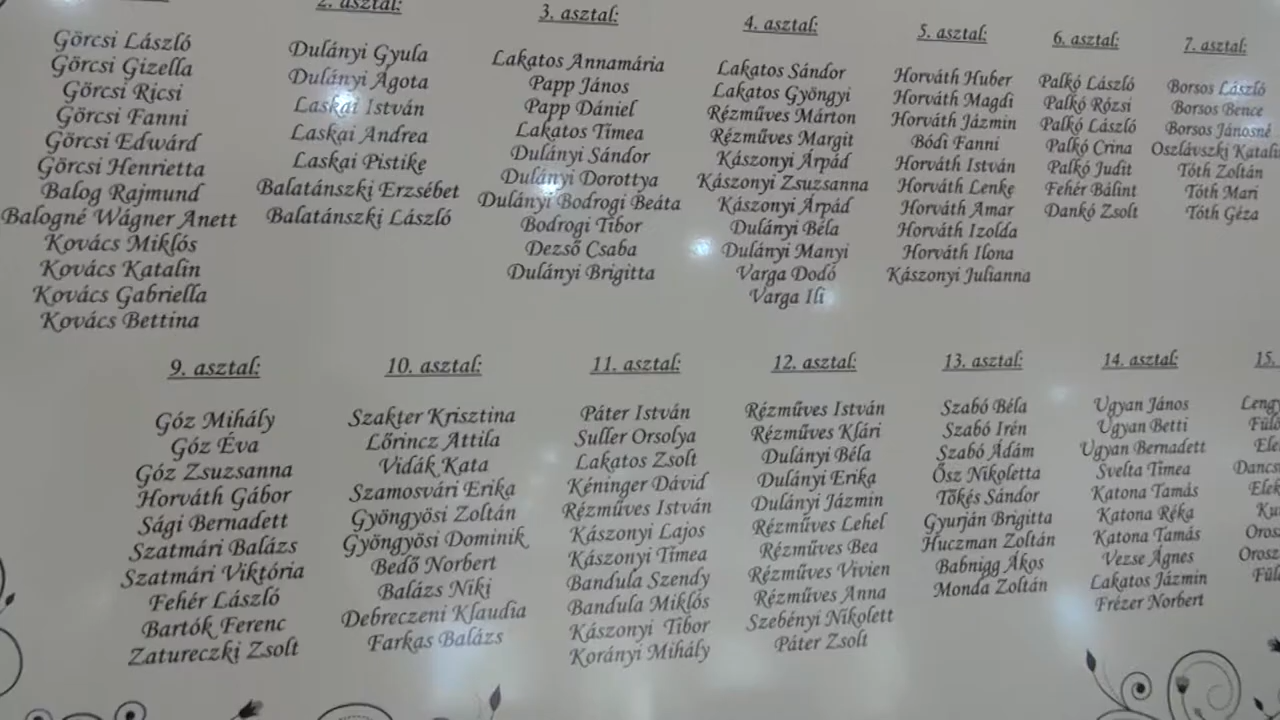 Görcsi László
Görcsi Gizella
Görcsi Ricsi
Görcsi Fanni
Görcsi Edwárd
Görcsi Henrietta
Balog Rajmund
Balogné Wágner Anett
Kovács Miklós
Kovács Katalin
Kovács Gabriella
Kovács Bettina
2. asztal:
Dulányi Gyula
Dulányi Ágota
Laskai István
Laskai Andrea
Laskai Pistike
Balatánszki Erzsébet
Balatánszki László
3. asztal:
Lakatos Annamária
Papp János
Papp Dániel
Lakatos Tímea
Dulányi Sándor
Dulányi Dorottya
Dulányi Bodrogi Beáta
Bodrogi Tibor
Dezső Csaba
Dulányi Brigitta
4. asztal:
Lakatos Sándor
Lakatos Gyöngyi
Rézműves Márton
Rézműves Margit
Kászonyi Árpád
Kászonyi Zsuzsanna
Kászonyi Árpád
Dulányi Béla
Dulányi Manyi
Varga Dodó
Varga Ili
5. asztal:
Horváth Huber
Horváth Magdi
Horváth Jázmin
Bódi Fanni
Horváth István
Horváth Lenke
Horváth Amar
Horváth Izolda
Horváth Ilona
Kászonyi Julianna
6. asztal:
Palkó László
Palkó Rózsi
Palkó László
Palkó Crina
Palkó Judit
Fehér Bálint
Dankó Zsolt
7. asztal:
Borsos László
Borsos Bence
Borsos Jánosné
Oszlávszki
Tóth Zoltán
Tóth Mari
Tóth Géza
9. asztal:
Góz Mihály
Góz Éva
Góz Zsuzsanna
Horváth Gábor
Sági Bernadett
Szatmári Balázs
Szatmári Viktória
Fehér László
Bartók Ferenc
Zatureczki Zsolt
10. asztal:
Szakter Krisztina
Lőrincz Attila
Vidák Kata
Szamosvári Erika
Gyöngyösi Zoltán
Gyöngyösi Dominik
Bedő Norbert
Balázs Niki
Debreczeni Klaudia
Farkas Balázs
11. asztal:
Páter István
Suller Orsolya
Lakatos Zsolt
Kéninger Dávid
Rézműves István
Kászonyi Lajos
Kászonyi Tímea
Bandula Szendy
Bandula Miklós
Kászonyi Tibor
Korányi Mihály
12. asztal:
Rézműves István
Rézműves Klári
Dulányi Béla
Dulányi Erika
Dulányi Jázmin
Rézműves Lehel
Rézműves Bea
Rézműves Vivien
Rézműves Anna
Szebényi Nikolett
Páter Zsolt
13. asztal:
Szabó Béla
Szabó Irén
Szabó Ádám
Ősz Nikoletta
Tőkés Sándor
Gyurján Brigitta
Huczman Zoltán
Babnigg Ákos
Monda Zoltán
14. asztal:
Ugyan János
Ugyan Betti
Ugyan Bernadett
Svelta Tímea
Katona Tamás
Katona Réka
Katona Tamás
Vezse Ágnes
Lakatos Jázmin
Frézer Norbert
15.